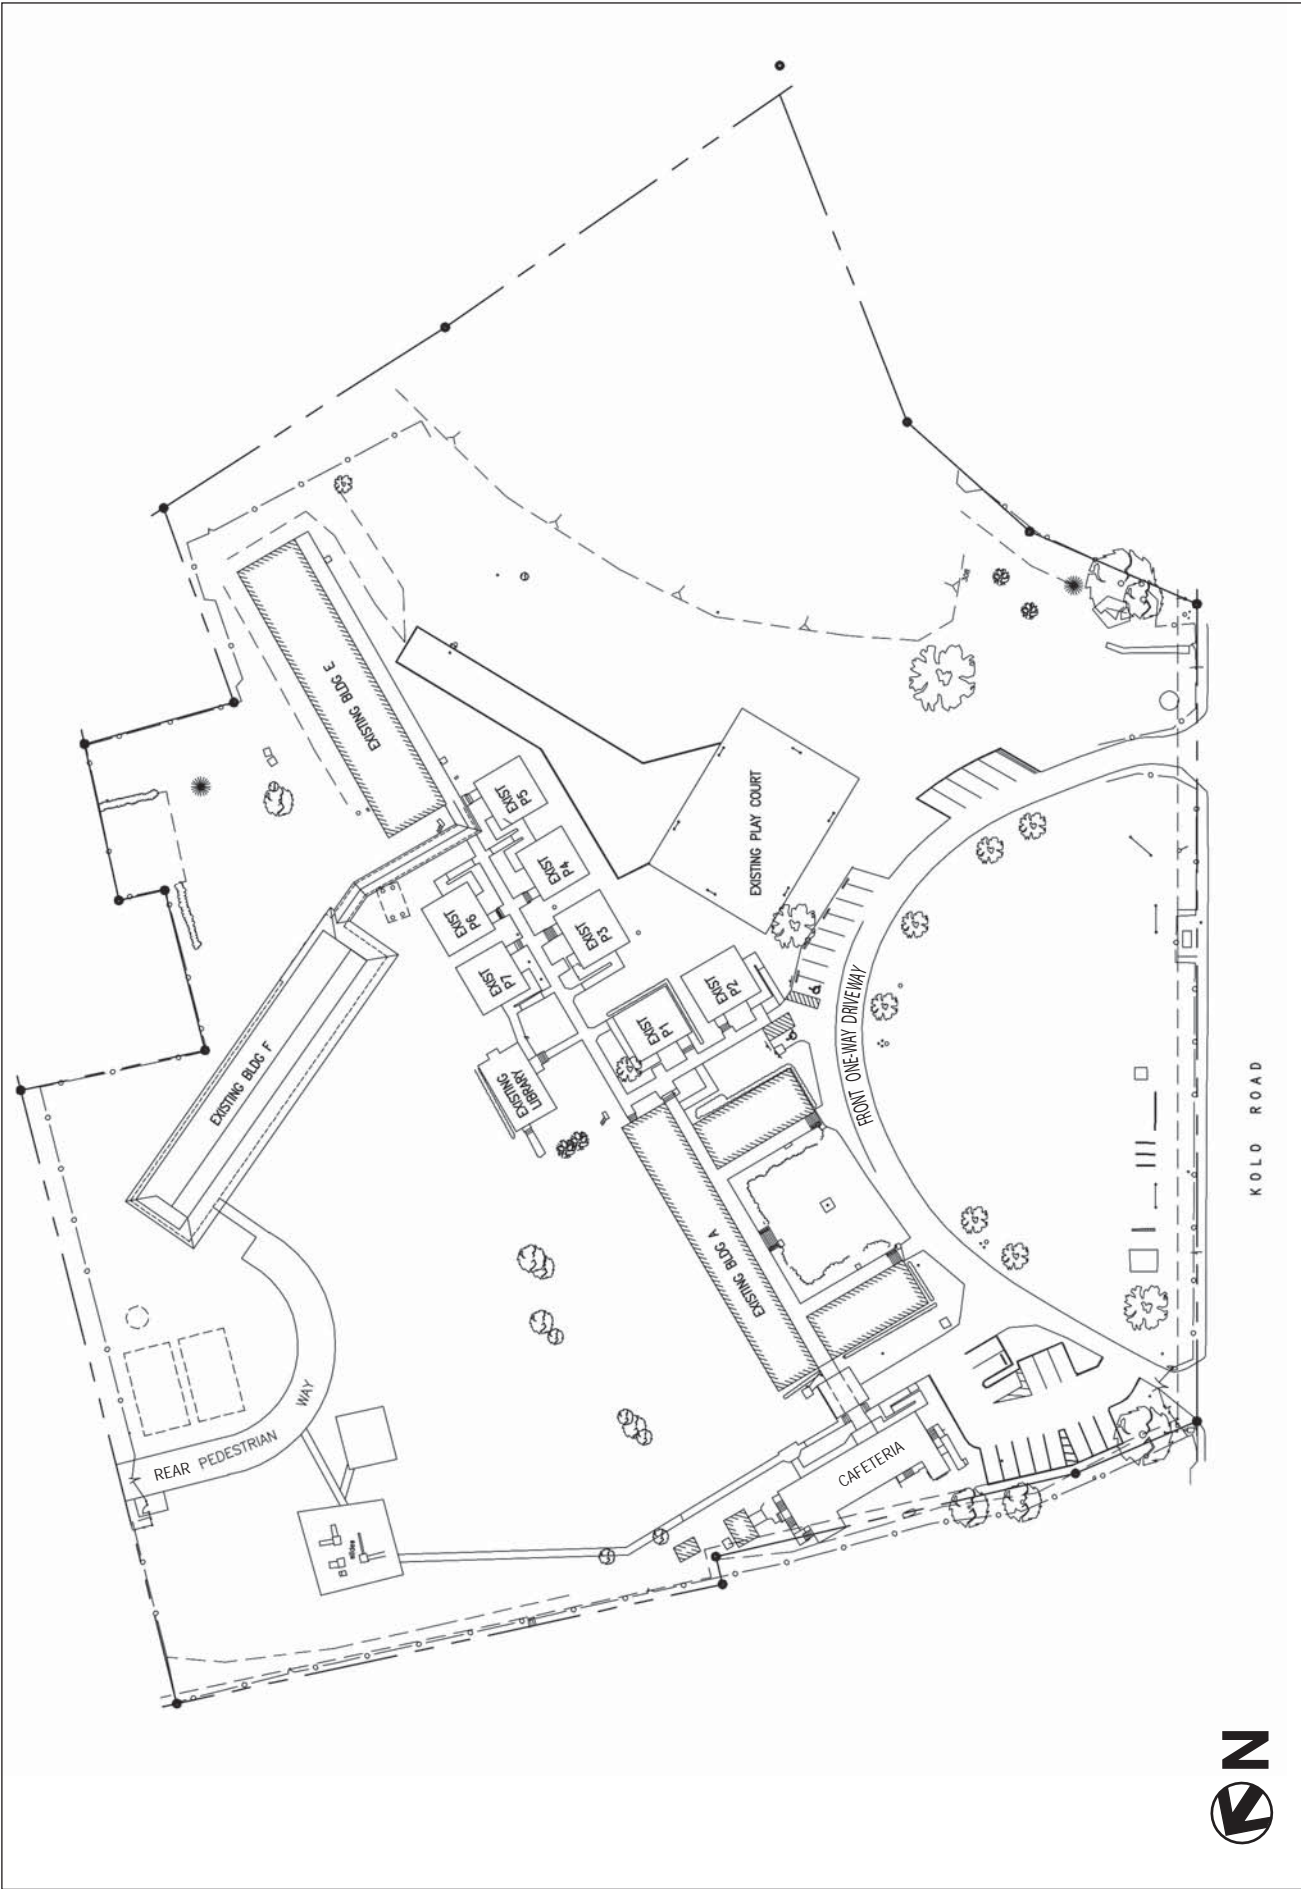 EXISTING BLDG E
EXIST
P5
EXIST
P4
EXISTING PLAY COURT
EXIST
P6
EXIST
P3
EXIST
P7
EXIST
P2
EXIST
P1
EXISTING BLDG F
EXISTING
LIBRARY
FRONT ONE-WAY DRIVEWAY
EXISTING BLDG A
KOLO ROAD
REAR PEDESTRIAN
WAY
CAFETERIA
slides
N